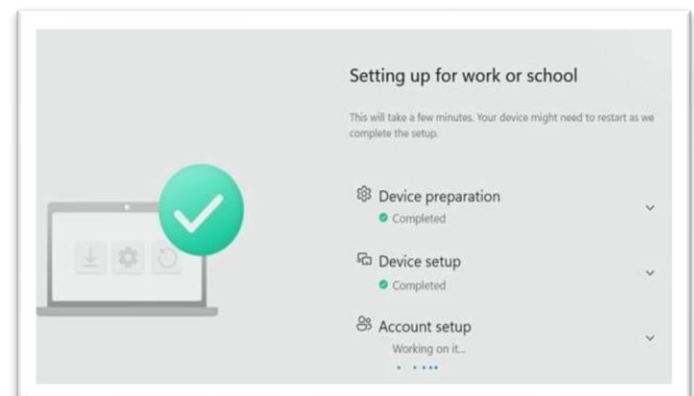 Setting up for work or school
This will take a few minutes. Your device might need to restart as we
complete the setup.
Device preparation
Completed
Device setup
Completed
Account setup
Working on it...